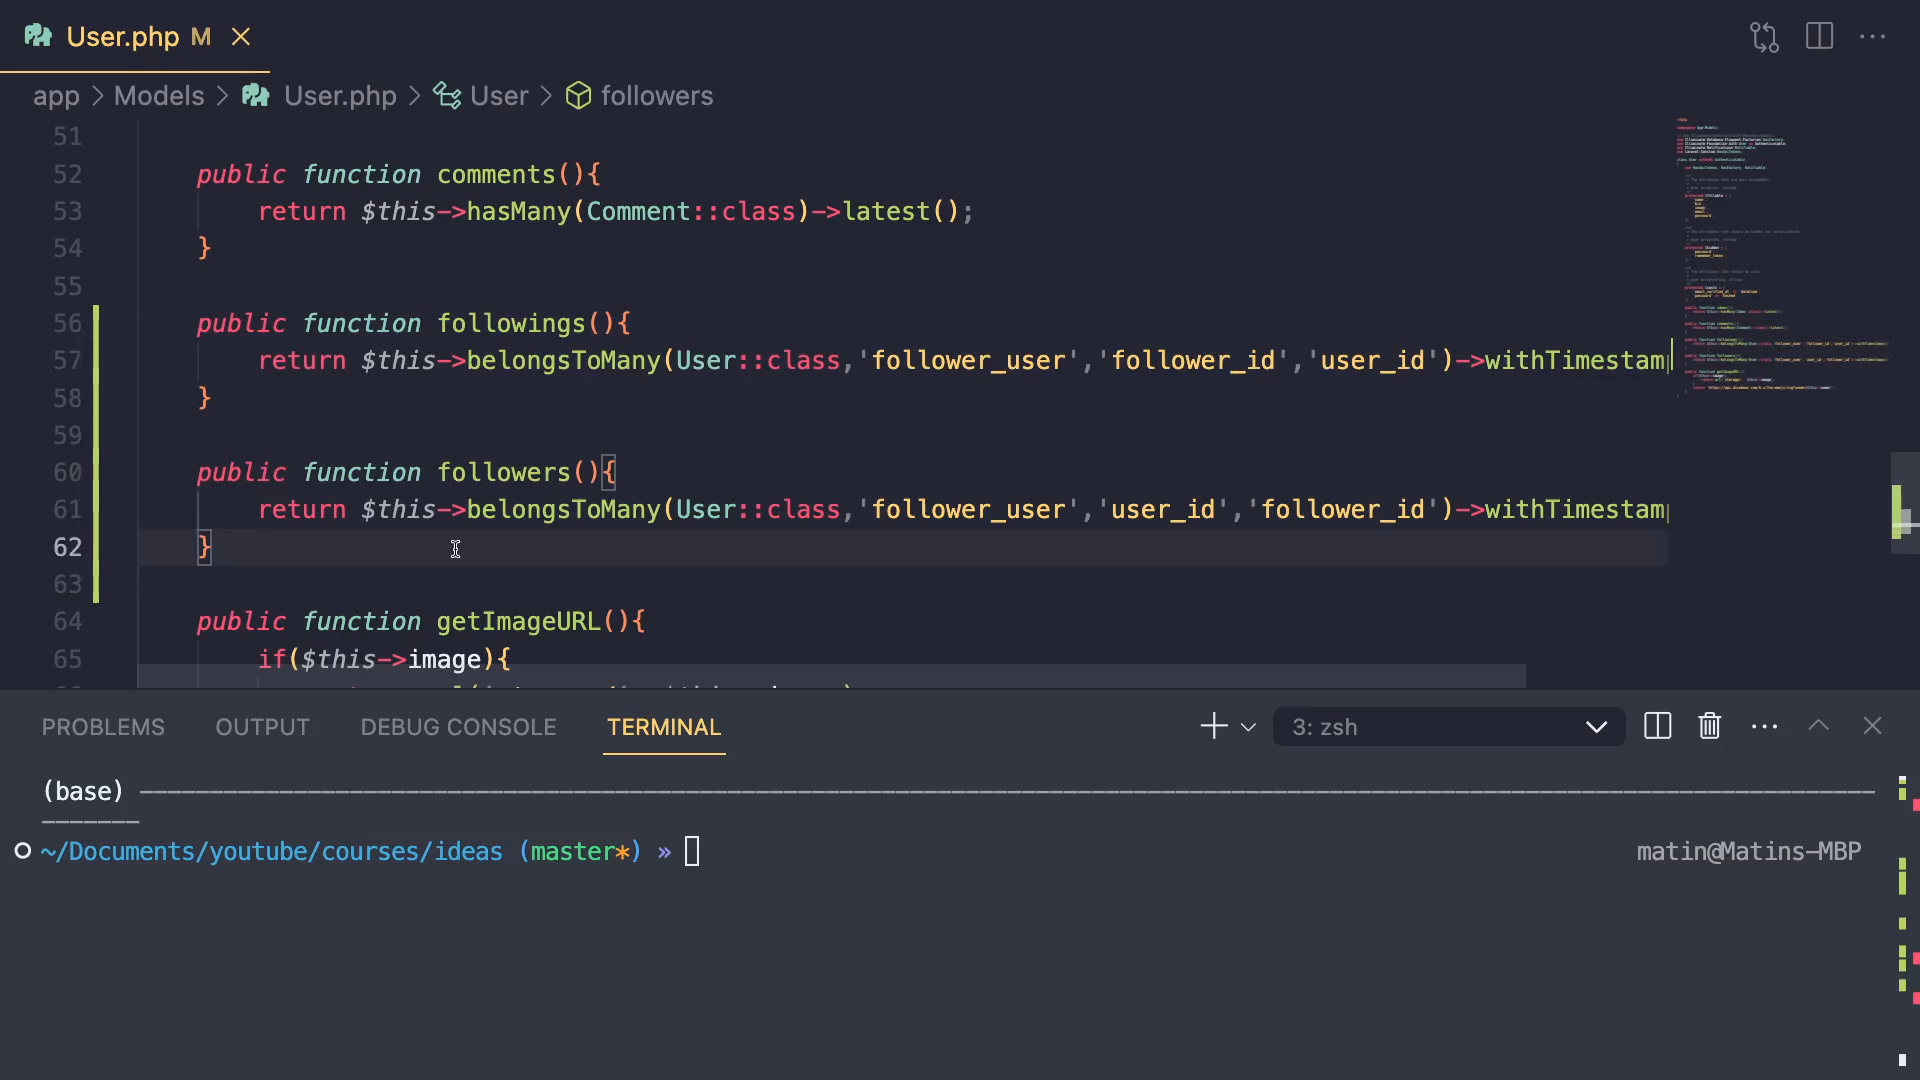 User.php M
app > Models > User.php > User > followers
51
52 public function comments(){
53 return $this->hasMany(Comment::class)->latest();
54 }
55
56 public function followings(){
57 return $this->belongsToMany(User::class,'follower_user','follower_id','user_id')->withTimestam
58 }
59
60 public function followers(){
61 return $this->belongsToMany(User::class,'follower_user','user_id','follower_id')->withTimestam
62 }
63
64 public function getImageURL(){
65 if($this->image){
PROBLEMS OUTPUT DEBUG CONSOLE TERMINAL 3: zsh
(base)
~/Documents/youtube/courses/ideas (master*) » matin@Matins-MBP